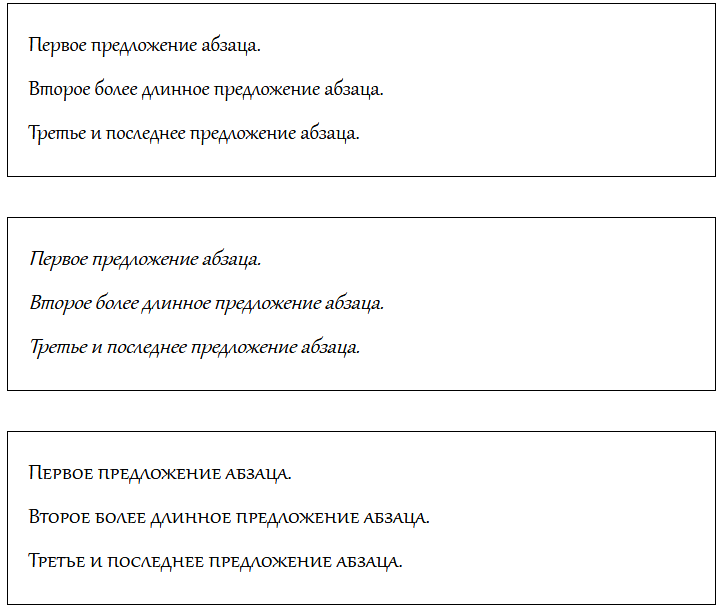 Первое предложение абзаца.
Второе более длинное предложение абзаца.
Третье и последнее предложение абзаца.
Первое предложение абзаца.
Второе более длинное предложение абзаца.
Третье и последнее предложение абзаца.
Первое предложение абзаца.
Второе более длинное предложение абзаца.
Третье и последнее предложение абзаца.